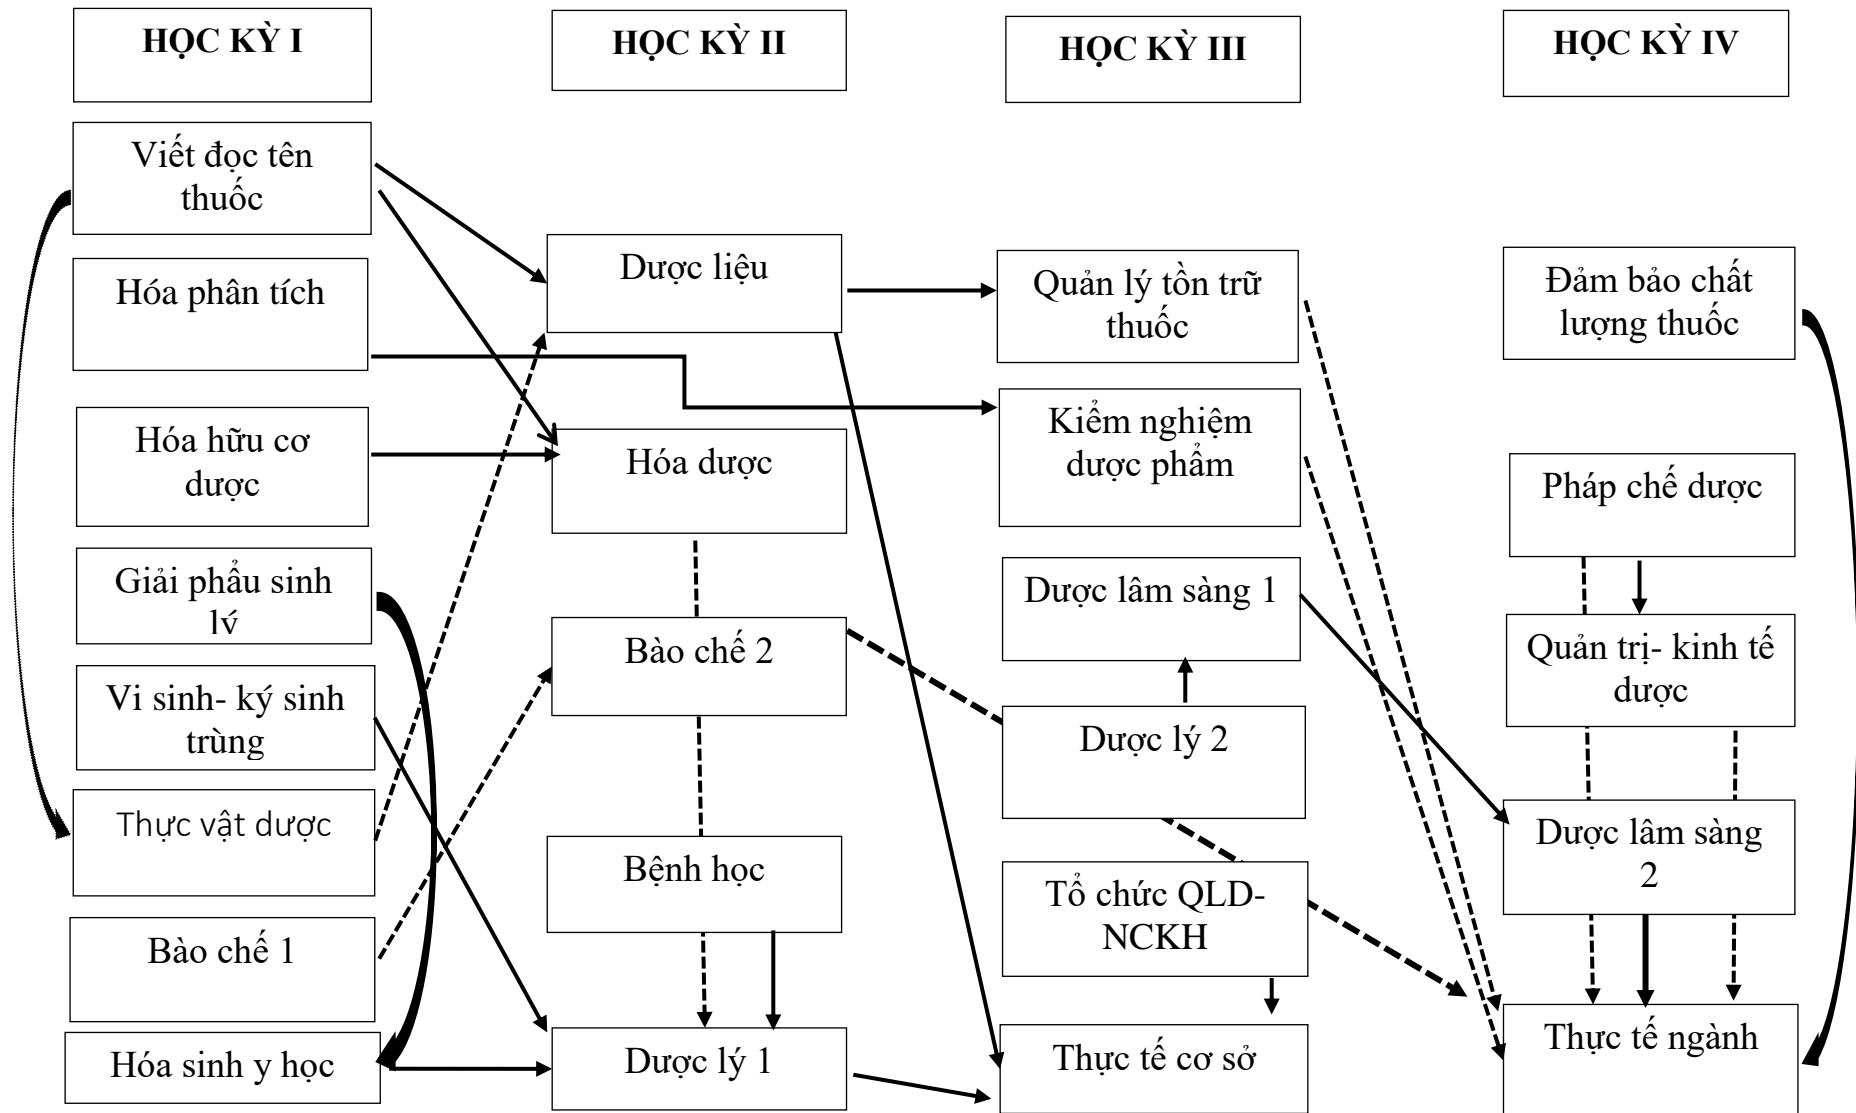 HỌC KỲ I
HỌC KỲ II
HỌC KỲ III
HỌC KỲ IV
Viết đọc tên
thuốc
Hóa phân tích
Hóa hữu cơ
dược
Giải phẩu sinh
lý
Vi sinh- ký sinh
trùng
Thực vật dược
Bào chế 1
Hóa sinh y học
Dược liệu
Hóa dược
Bào chế 2
Bệnh học
Dược lý 1
Quản lý tồn trữ
thuốc
Kiểm nghiệm
dược phẩm
Dược lâm sàng 1
Dược lý 2
Tổ chức QLD-
NCKH
Thực tế cơ sở
Đảm bảo chất
lượng thuốc
Pháp chế dược
Quản trị- kinh tế
dược
Dược lâm sàng
2
Thực tế ngành